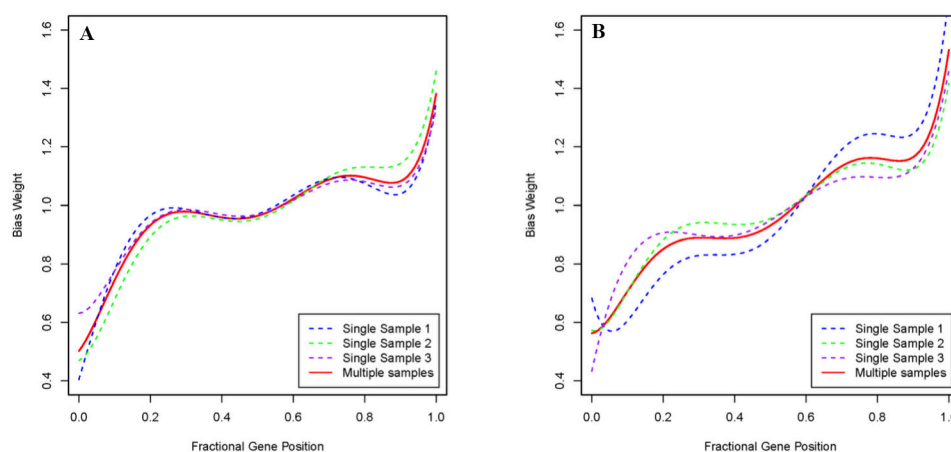 A
Bias Weight
1.6
1.4
1.2
1.0
0.8
0.6
0.4
0.0 0.2 0.4 0.6 0.8 1.0
Fractional Gene Position
Single Sample 1
Single Sample 2
Single Sample 3
Multiple samples
B
Bias Weight
1.6
1.4
1.2
1.0
0.8
0.6
0.4
0.0 0.2 0.4 0.6 0.8 1.0
Fractional Gene Position
Single Sample 1
Single Sample 2
Single Sample 3
Multiple samples